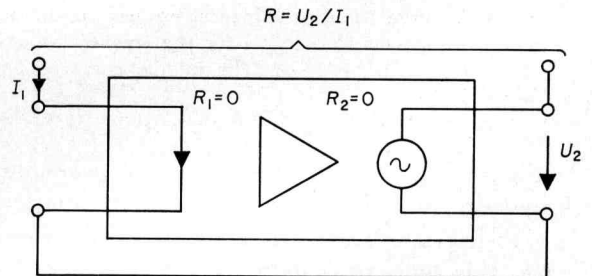 R = U₂ / I₁
I₁
R₁=0
R₂=0
U₂